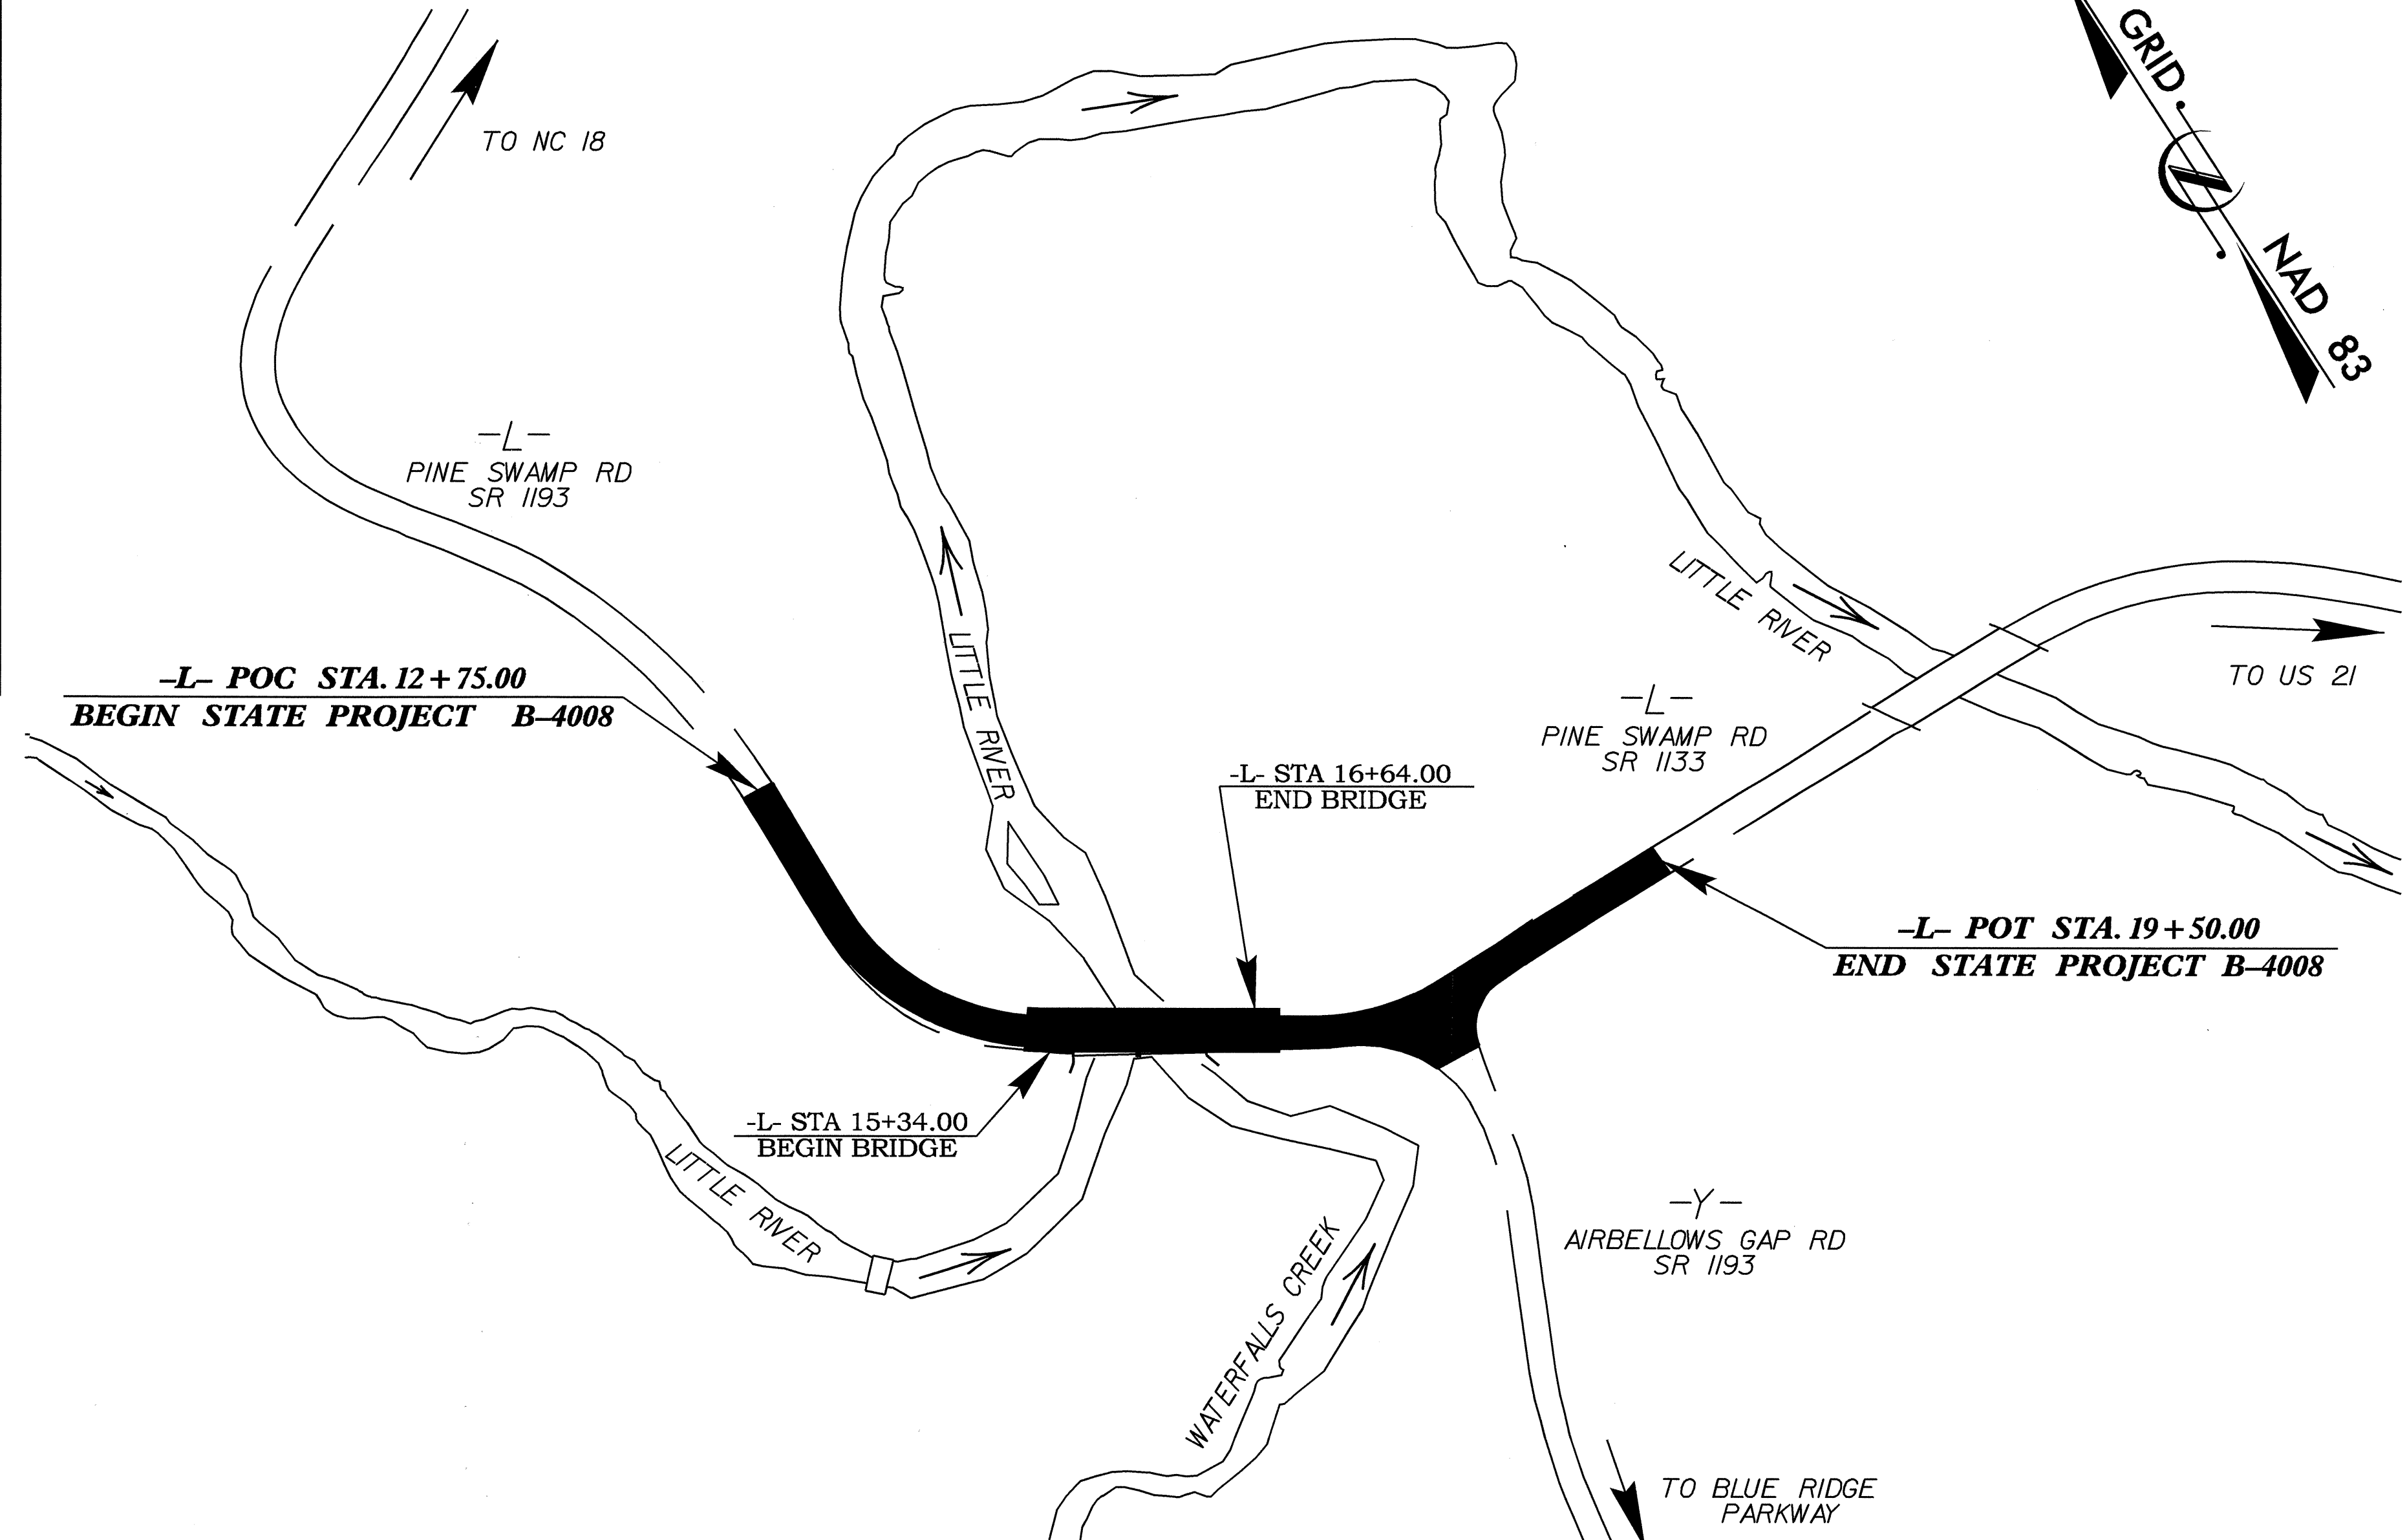 GRID
N
NAD 83
TO NC 18
-L-
PINE SWAMP RD
SR 1193
-L- POC STA. 12+75.00
BEGIN STATE PROJECT B-4008
LITTLE RIVER
LITTLE RIVER
TO US 21
-L-
PINE SWAMP RD
SR 1133
-L- STA 16+64.00
END BRIDGE
-L- POT STA. 19+50.00
END STATE PROJECT B-4008
-L- STA 15+34.00
BEGIN BRIDGE
LITTLE RIVER
WATERFALLS CREEK
-Y-
AIRBELLOWS GAP RD
SR 1193
TO BLUE RIDGE
PARKWAY